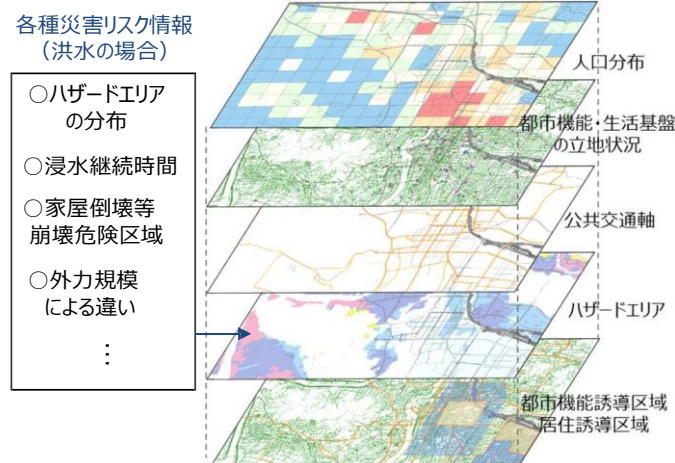 各種災害リスク情報
（洪水の場合）
○ハザードエリア
の分布
○浸水継続時間
○家屋倒壊等
崩壊危険区域
○外力規模
による違い
⋮
人口分布
都市機能・生活基盤
の立地状況
公共交通軸
ハザードエリア
都市機能誘導区域
居住誘導区域